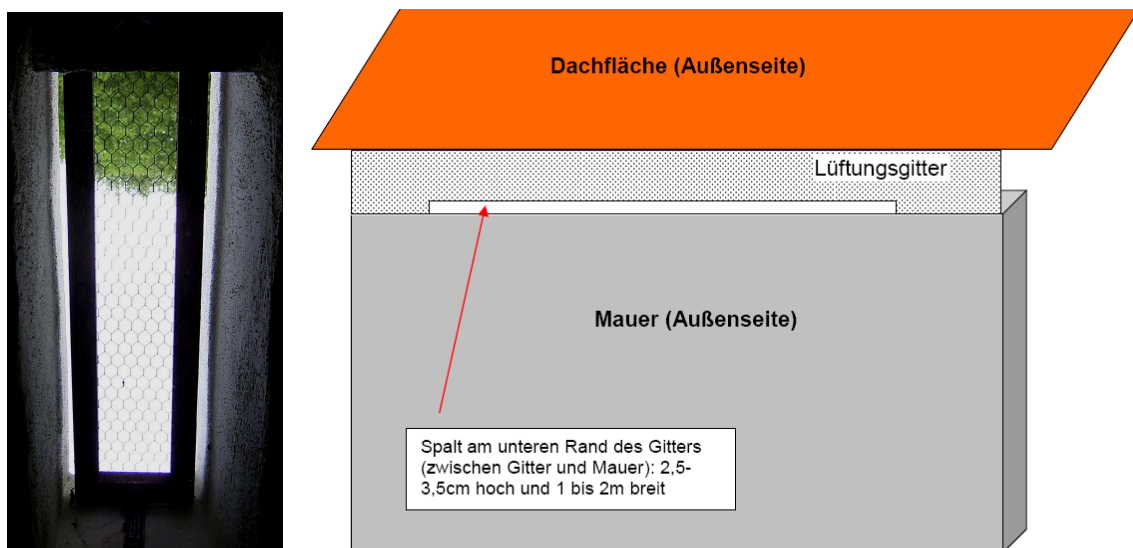 Dachfläche (Außenseite)
Lüftungsgitter
Mauer (Außenseite)
Spalt am unteren Rand des Gitters
(zwischen Gitter und Mauer): 2,5-
3,5cm hoch und 1 bis 2m breit